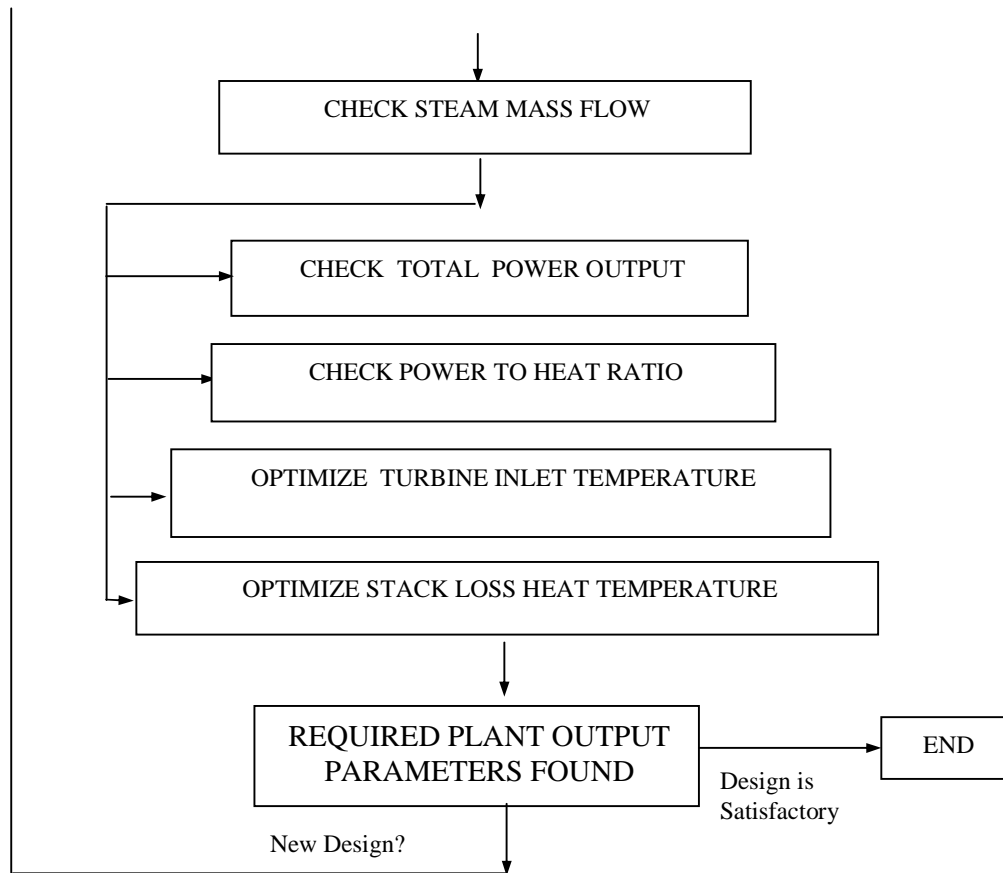 CHECK STEAM MASS FLOW
CHECK TOTAL POWER OUTPUT
CHECK POWER TO HEAT RATIO
OPTIMIZE TURBINE INLET TEMPERATURE
OPTIMIZE STACK LOSS HEAT TEMPERATURE
REQUIRED PLANT OUTPUT
PARAMETERS FOUND
END
Design is
Satisfactory
New Design?